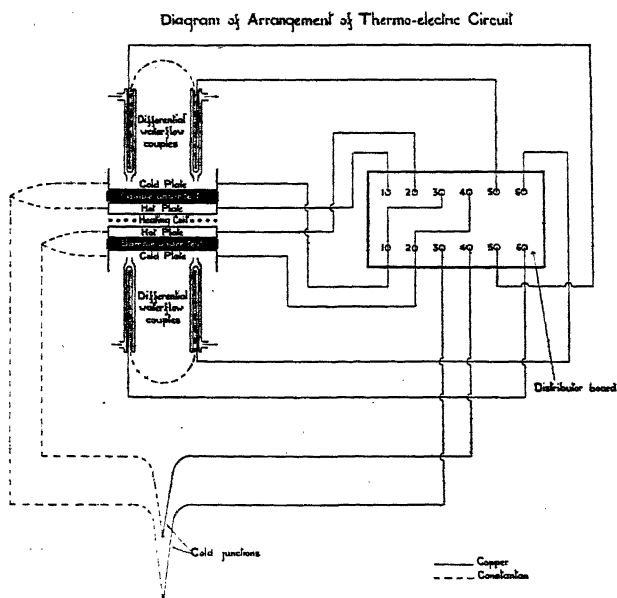 Diagram of Arrangement of Thermo-electric Circuit
Differential
waterflow
couples
Cold Plate
Hot Plate
Heating Coil
Hot Plate
Cold Plate
Differential
waterflow
couples
10 20 30 40 50 60
10 20 30 40 50 60
Distributor board
Cold junctions
Copper
Constantan